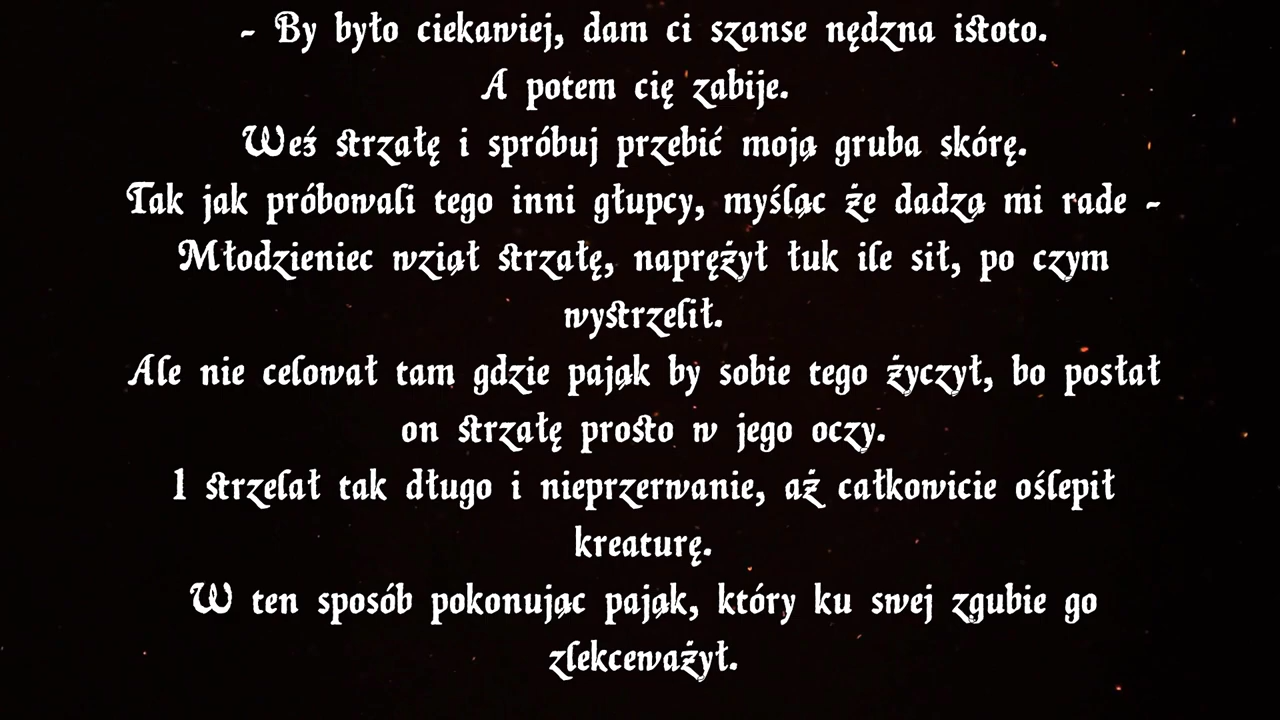 - By było ciekawiej, dam ci szanse nędzna istoto.
A potem cię zabije.
Weź strzałę i spróbuj przebić moją gruba skórę.
Tak jak próbowali tego inni głupcy, myśląc że dadzą mi rade -
Młodzieniec wziął strzałę, naprężył łuk ile sił, po czym
wystrzelił.
Ale nie celował tam gdzie pająk by sobie tego życzył, bo posłał
on strzałę prosto w jego oczy.
I strzelał tak długo i nieprzerwanie, aż całkowicie oślepił
kreaturę.
W ten sposób pokonując pająk, który ku swej zgubie go
zlekceważył.